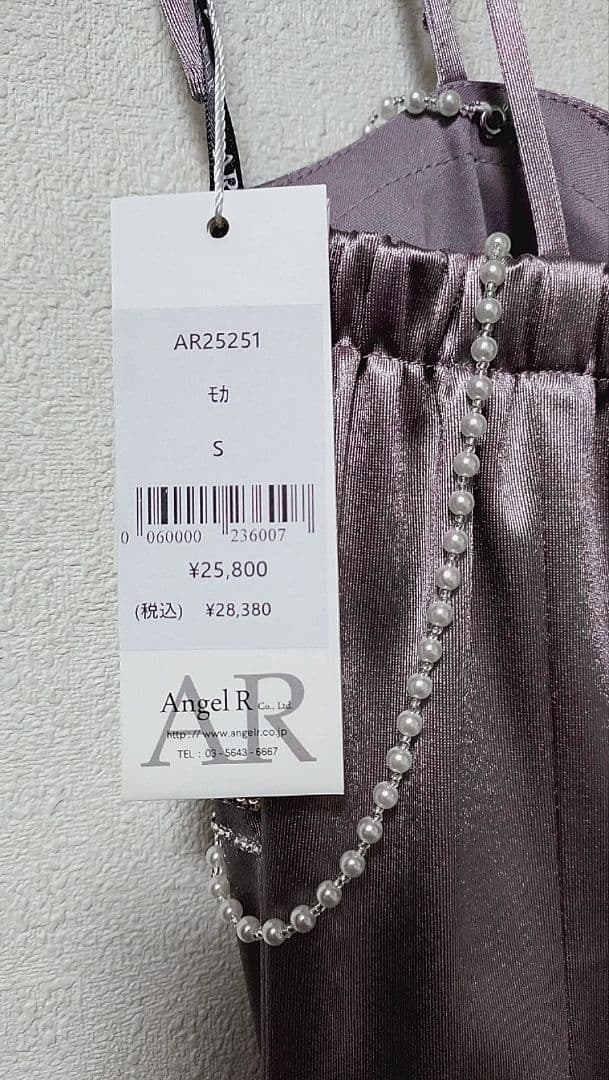 AR
AR25251
モカ
S
0 060000 236007
¥25,800
(税込) ¥28,380
AR
Angel R Co., Ltd.
http://www.angelr.co.jp
TEL : 03-5643-6667